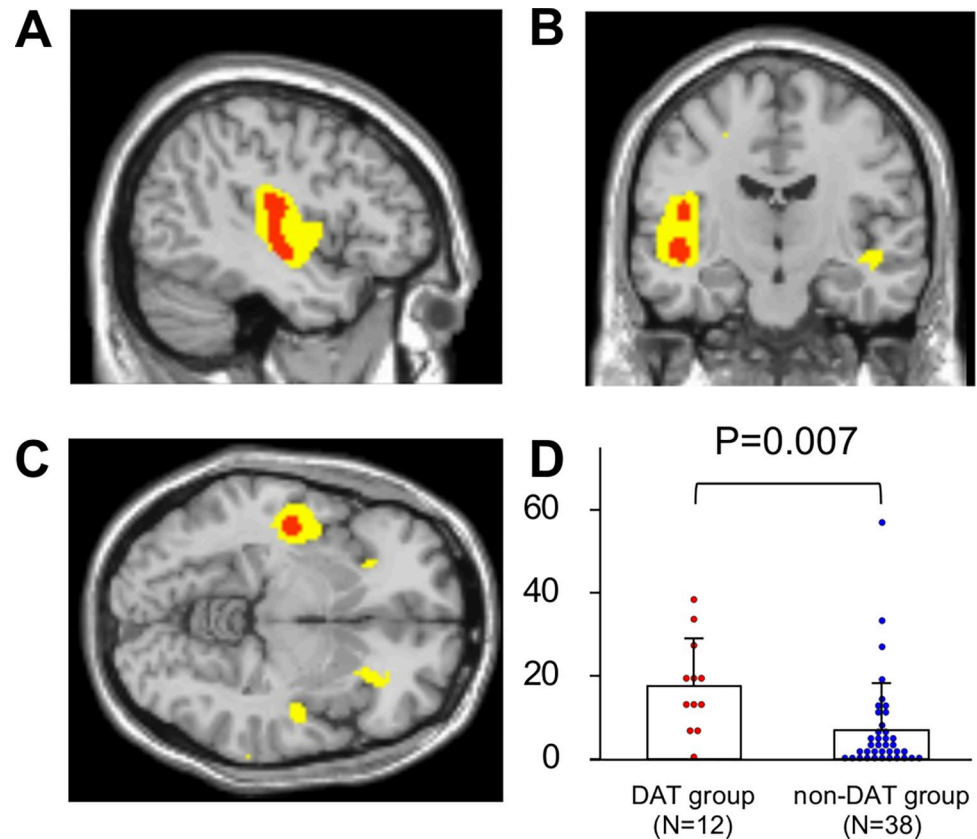 A
B
C
D
P=0.007
60
40
20
0
DAT group
(N=12)
non-DAT group
(N=38)